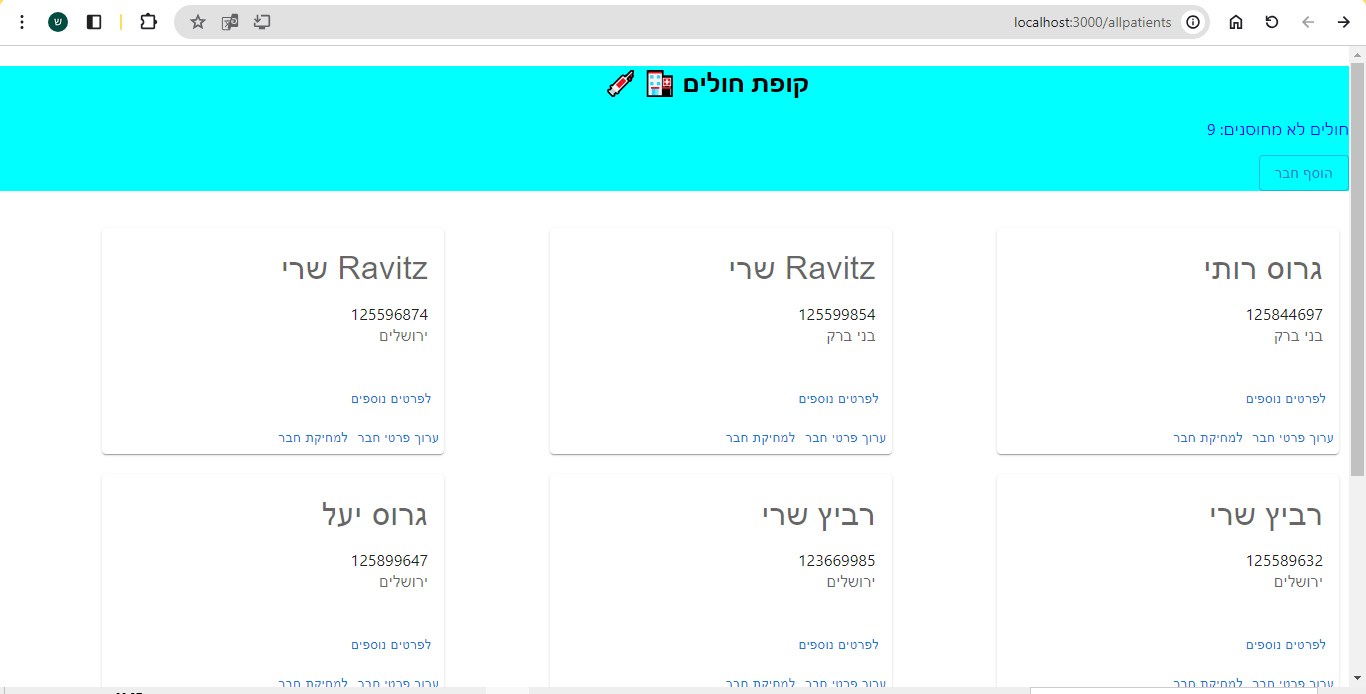 localhost:3000/allpatients
ש
קופת חולים
חולים לא מחוסנים: 9
הוסף חבר
גרוס רותי
125844697
בני ברק
לפרטים נוספים
ערוך פרטי חבר למחיקת חבר
Ravitz שרי
125599854
בני ברק
לפרטים נוספים
ערוך פרטי חבר למחיקת חבר
Ravitz שרי
125596874
ירושלים
לפרטים נוספים
ערוך פרטי חבר למחיקת חבר
רביץ שרי
125589632
ירושלים
לפרטים נוספים
ערוך פרטי חבר למחיקת חבר
רביץ שרי
123669985
ירושלים
לפרטים נוספים
ערוך פרטי חבר למחיקת חבר
גרוס יעל
125899647
ירושלים
לפרטים נוספים
ערוך פרטי חבר למחיקת חבר